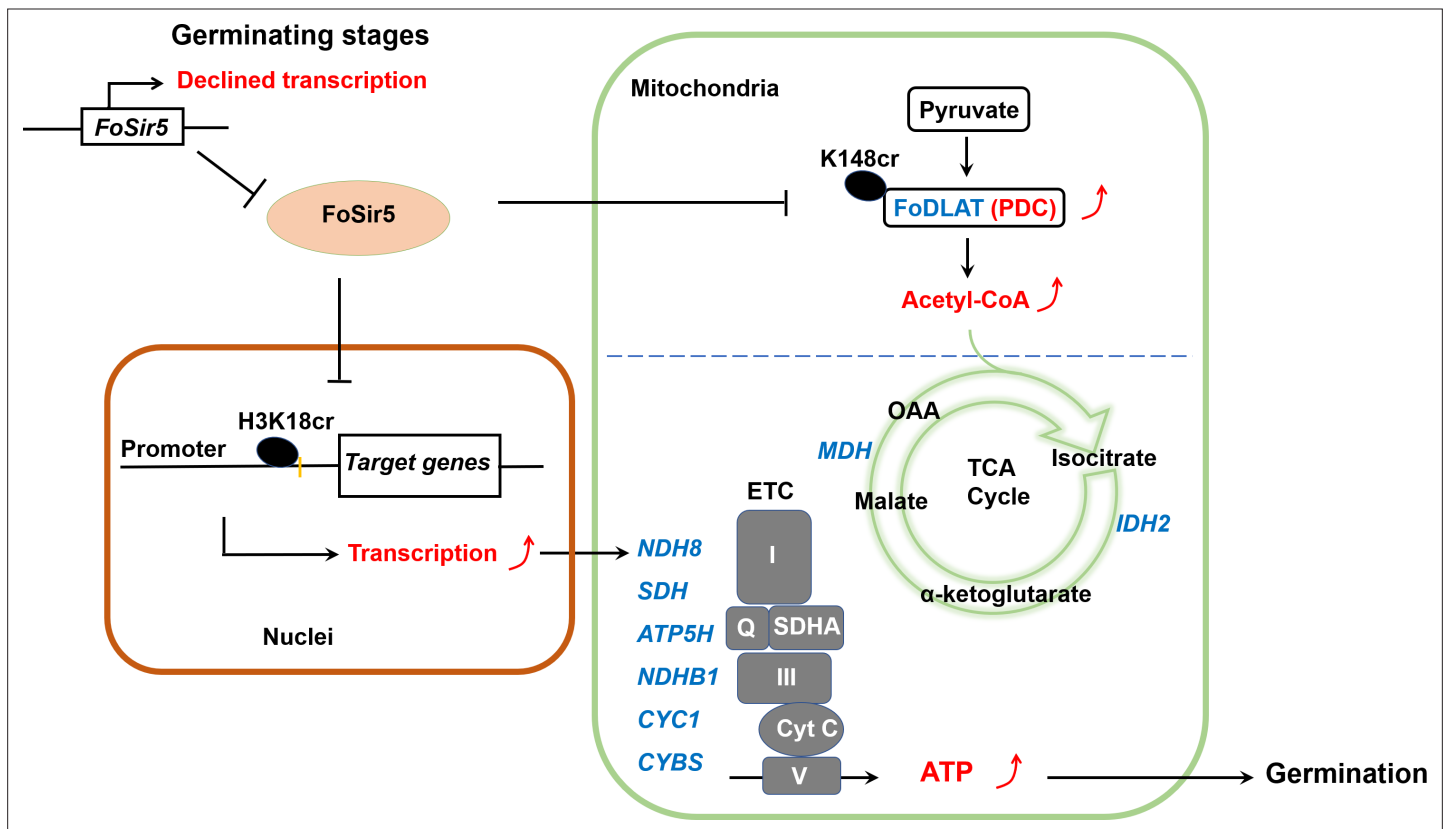 Germinating stages
Declined transcription
FoSir5
FoSir5
Mitochondria
Pyruvate
K148cr
FoDLAT (PDC)
Acetyl-CoA
H3K18cr
Promoter
Target genes
Transcription
Nuclei
OAA
MDH
Isocitrate
TCA
Cycle
Malate
IDH2
α-ketoglutarate
ETC
NDH8
SDH
ATP5H
NDHB1
CYC1
CYBS
I
Q
SDHA
III
Cyt C
V
ATP
Germination